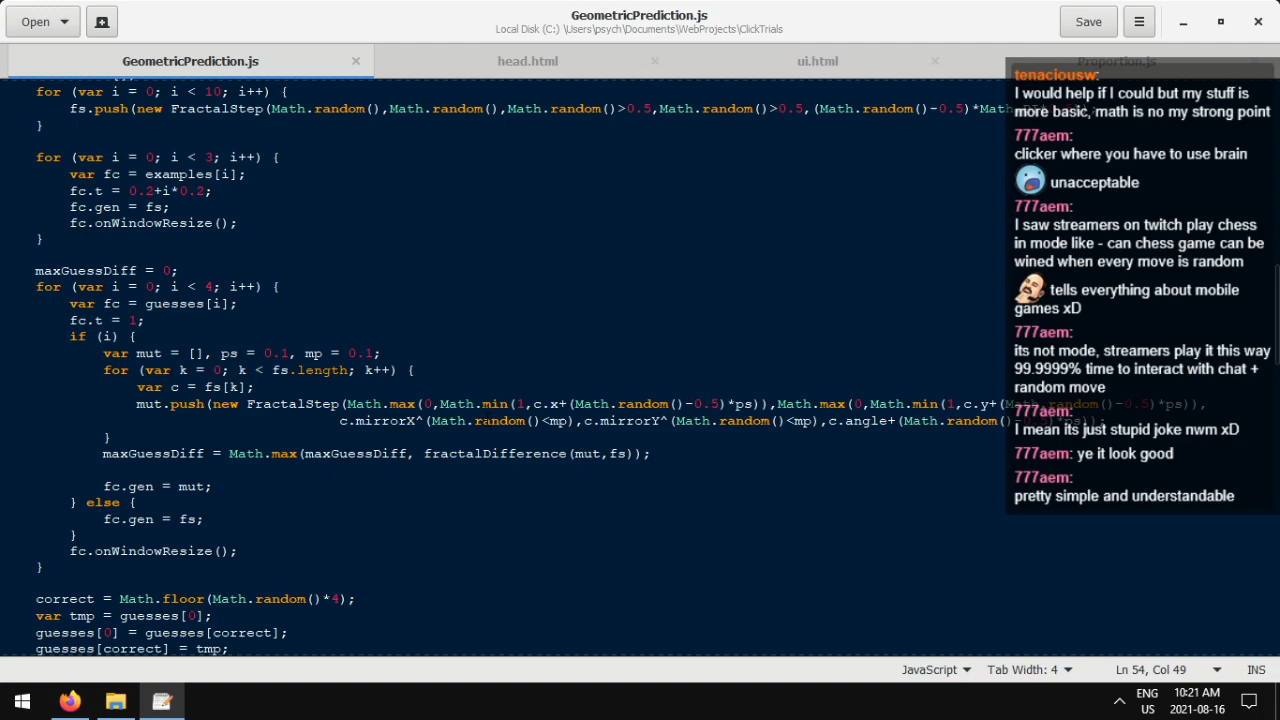 Open
GeometricPrediction.js
Local Disk (C:) \Users\psych\Documents\WebProjects\ClickTrials
Save
GeometricPrediction.js
head.html
ui.html
Proportion.js
for (var i = 0; i < 10; i++) {
fs.push(new FractalStep(Math.random(),Math.random(),Math.random()>0.5,Math.random()>0.5,(Math.random()-0.5)*Math
}
for (var i = 0; i < 3; i++) {
var fc = examples[i];
fc.t = 0.2+i*0.2;
fc.gen = fs;
fc.onWindowResize();
}
maxGuessDiff = 0;
for (var i = 0; i < 4; i++) {
var fc = guesses[i];
fc.t = 1;
if (i) {
var mut = [], ps = 0.1, mp = 0.1;
for (var k = 0; k < fs.length; k++) {
var c = fs[k];
mut.push(new FractalStep(Math.max(0,Math.min(1,c.x+(Math.random()-0.5)*ps)),Math.max(0,Math.min(1,c.y+(Math.random()-0.5)*ps)),
c.mirrorX^(Math.random()<mp),c.mirrorY^(Math.random()<mp),c.angle+(Math.random()-0.5)*ps));
}
maxGuessDiff = Math.max(maxGuessDiff, fractalDifference(mut,fs));
fc.gen = mut;
} else {
fc.gen = fs;
}
fc.onWindowResize();
}
correct = Math.floor(Math.random()*4);
var tmp = guesses[0];
guesses[0] = guesses[correct];
guesses[correct] = tmp;
tenaciousw:
I would help if I could but my stuff is
more basic, math is no my strong point
777aem:
clicker where you have to use brain
unacceptable
777aem:
I saw streamers on twitch play chess
in mode like - can chess game can be
wined when every move is random
tells everything about mobile
games xD
777aem:
its not mode, streamers play it this way
99.9999% time to interact with chat +
random move
777aem:
I mean its just stupid joke nwm xD
777aem: ye it look good
777aem:
pretty simple and understandable
JavaScript
Tab Width: 4
Ln 54, Col 49
INS
ENG
US
10:21 AM
2021-08-16